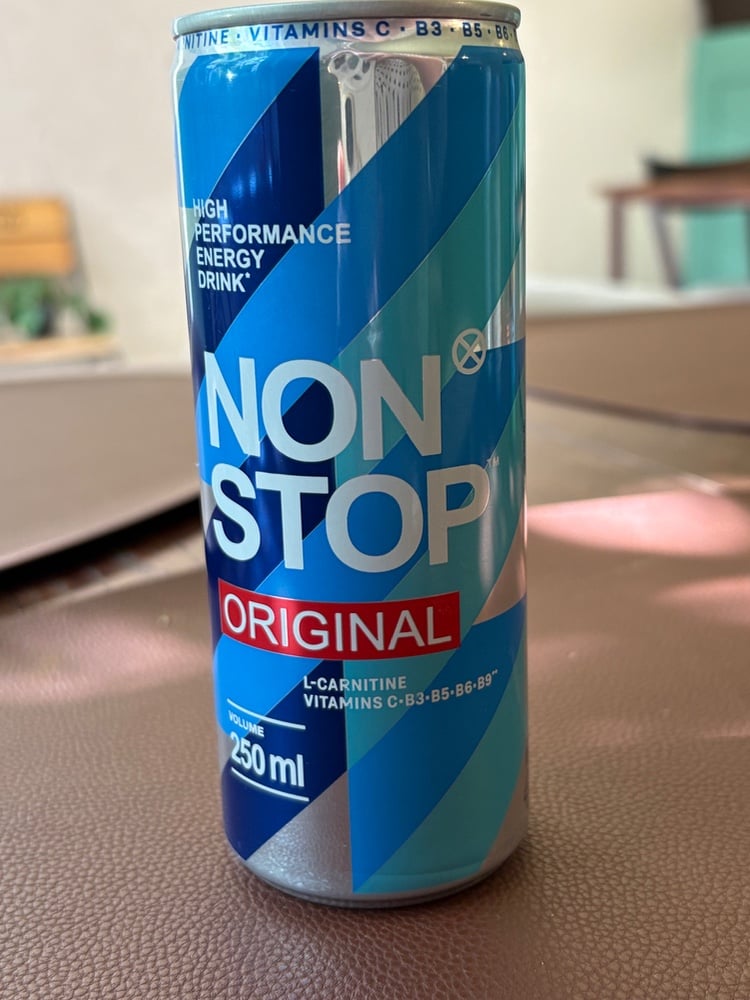 NITINE · VITAMINS C · B3 · B5 · B6 ·
HIGH
PERFORMANCE
ENERGY
DRINK*
NON
STOP™
ORIGINAL
L-CARNITINE
VITAMINS C·B3·B5·B6·B9**
VOLUME
250 ml